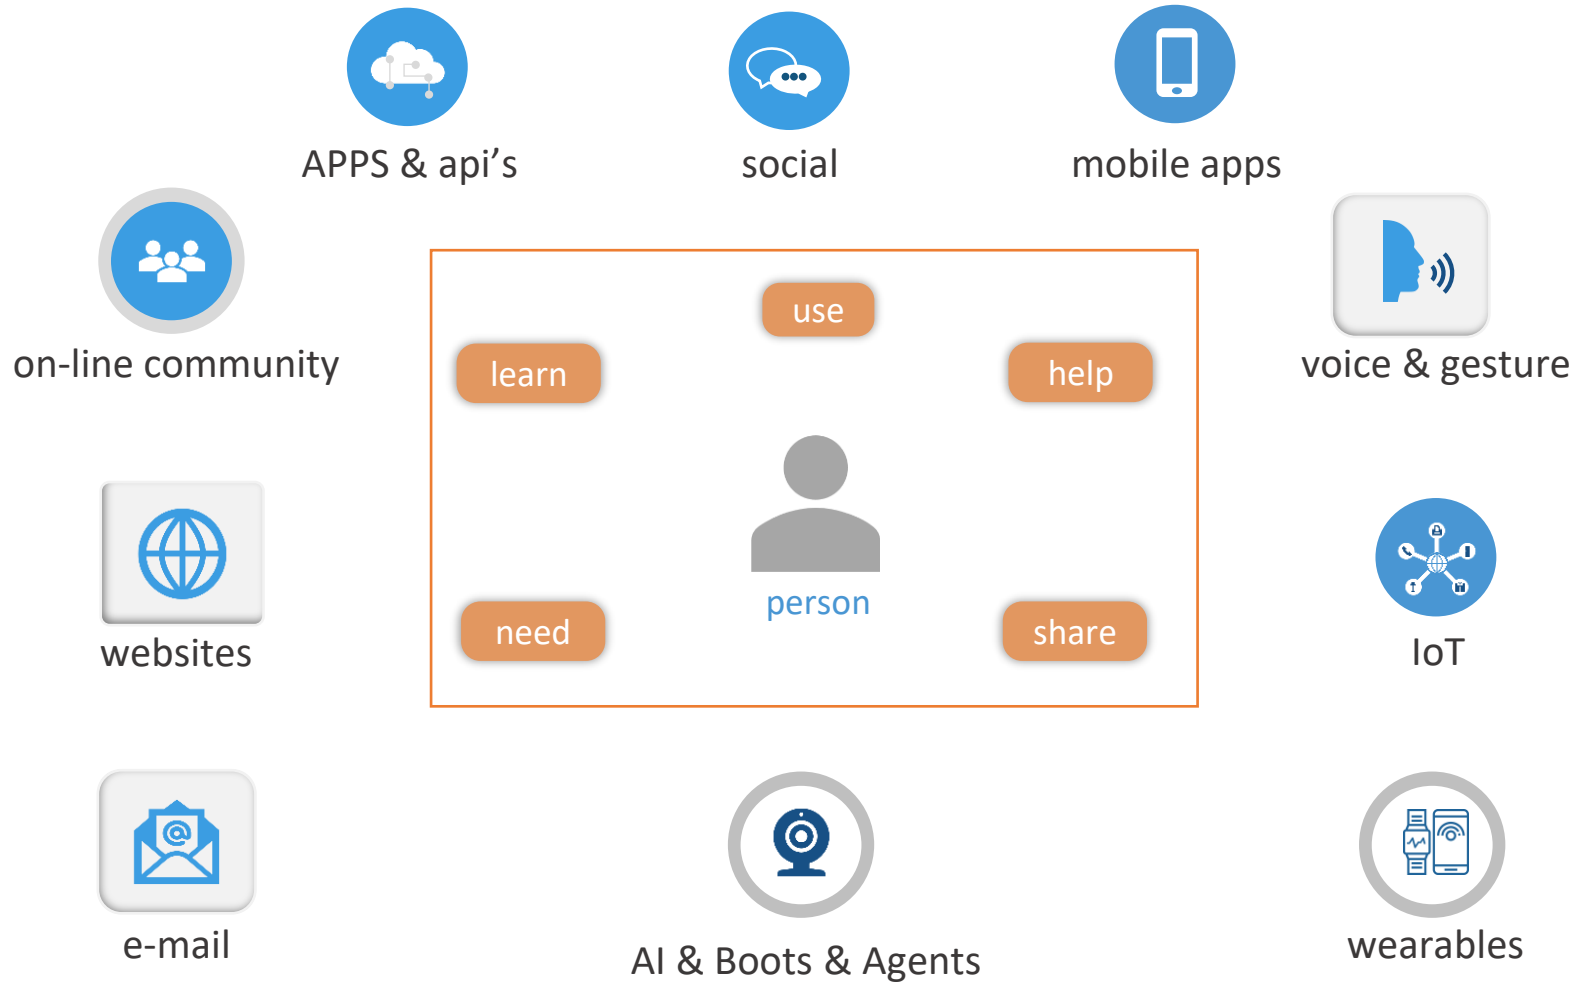 APPS & api’s
social
mobile apps
on-line community
voice & gesture
use
learn
help
person
need
share
websites
IoT
e-mail
AI & Boots & Agents
wearables